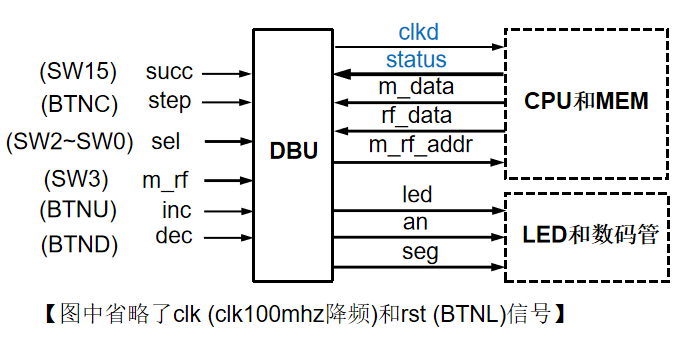 clkd
status
(SW15) succ
m_data
(BTNC) step
CPU和MEM
rf_data
(SW2~SW0) sel
DBU
m_rf_addr
(SW3) m_rf
led
(BTNU) inc
an
LED和数码管
(BTND) dec
seg
【图中省略了clk (clk100mhz降频)和rst (BTNL)信号】